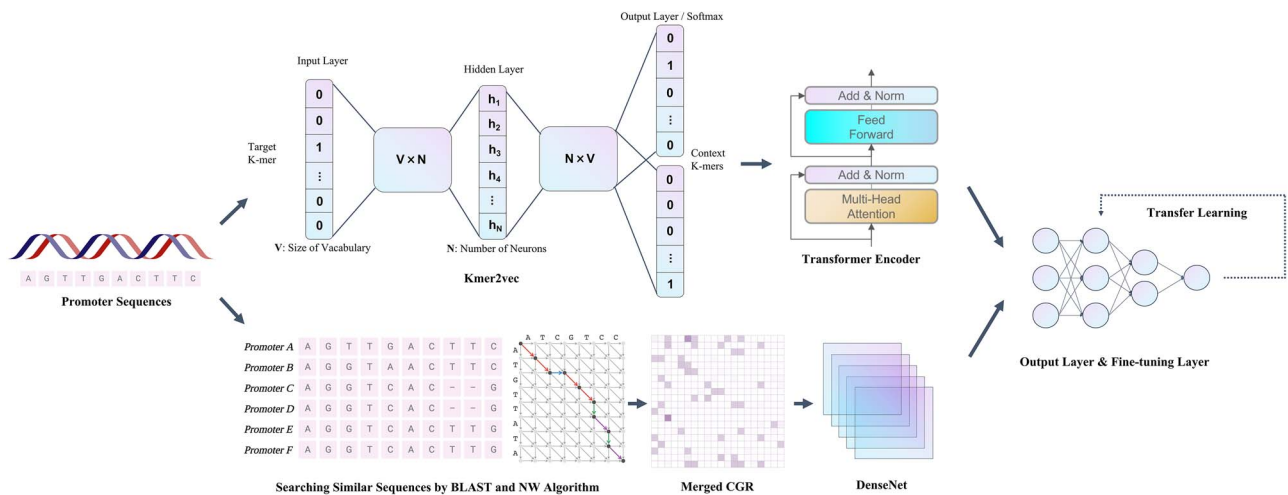 Output Layer / Softmax
Input Layer
Hidden Layer
Target
K-mer
0
0
1
⋮
0
0
V × N
h1
h2
h3
h4
⋮
hN
N × V
0
1
0
⋮
0
Context
K-mers
0
0
0
⋮
1
V: Size of Vacabulary
N: Number of Neurons
Kmer2vec
Add & Norm
Feed
Forward
Add & Norm
Multi-Head
Attention
Transformer Encoder
Transfer Learning
Output Layer & Fine-tuning Layer
A G T T G A C T T C
Promoter Sequences
Promoter A A G T T G A C T T C
Promoter B A G G T A A C T T C
Promoter C A G G T C A C – – G
Promoter D A G G T C A C – – G
Promoter E A G G T C A C T T G
Promoter F A G G T C A C T T G
A T C G T C C
A
T
G
T
T
A
T
A
Searching Similar Sequences by BLAST and NW Algorithm
Merged CGR
DenseNet